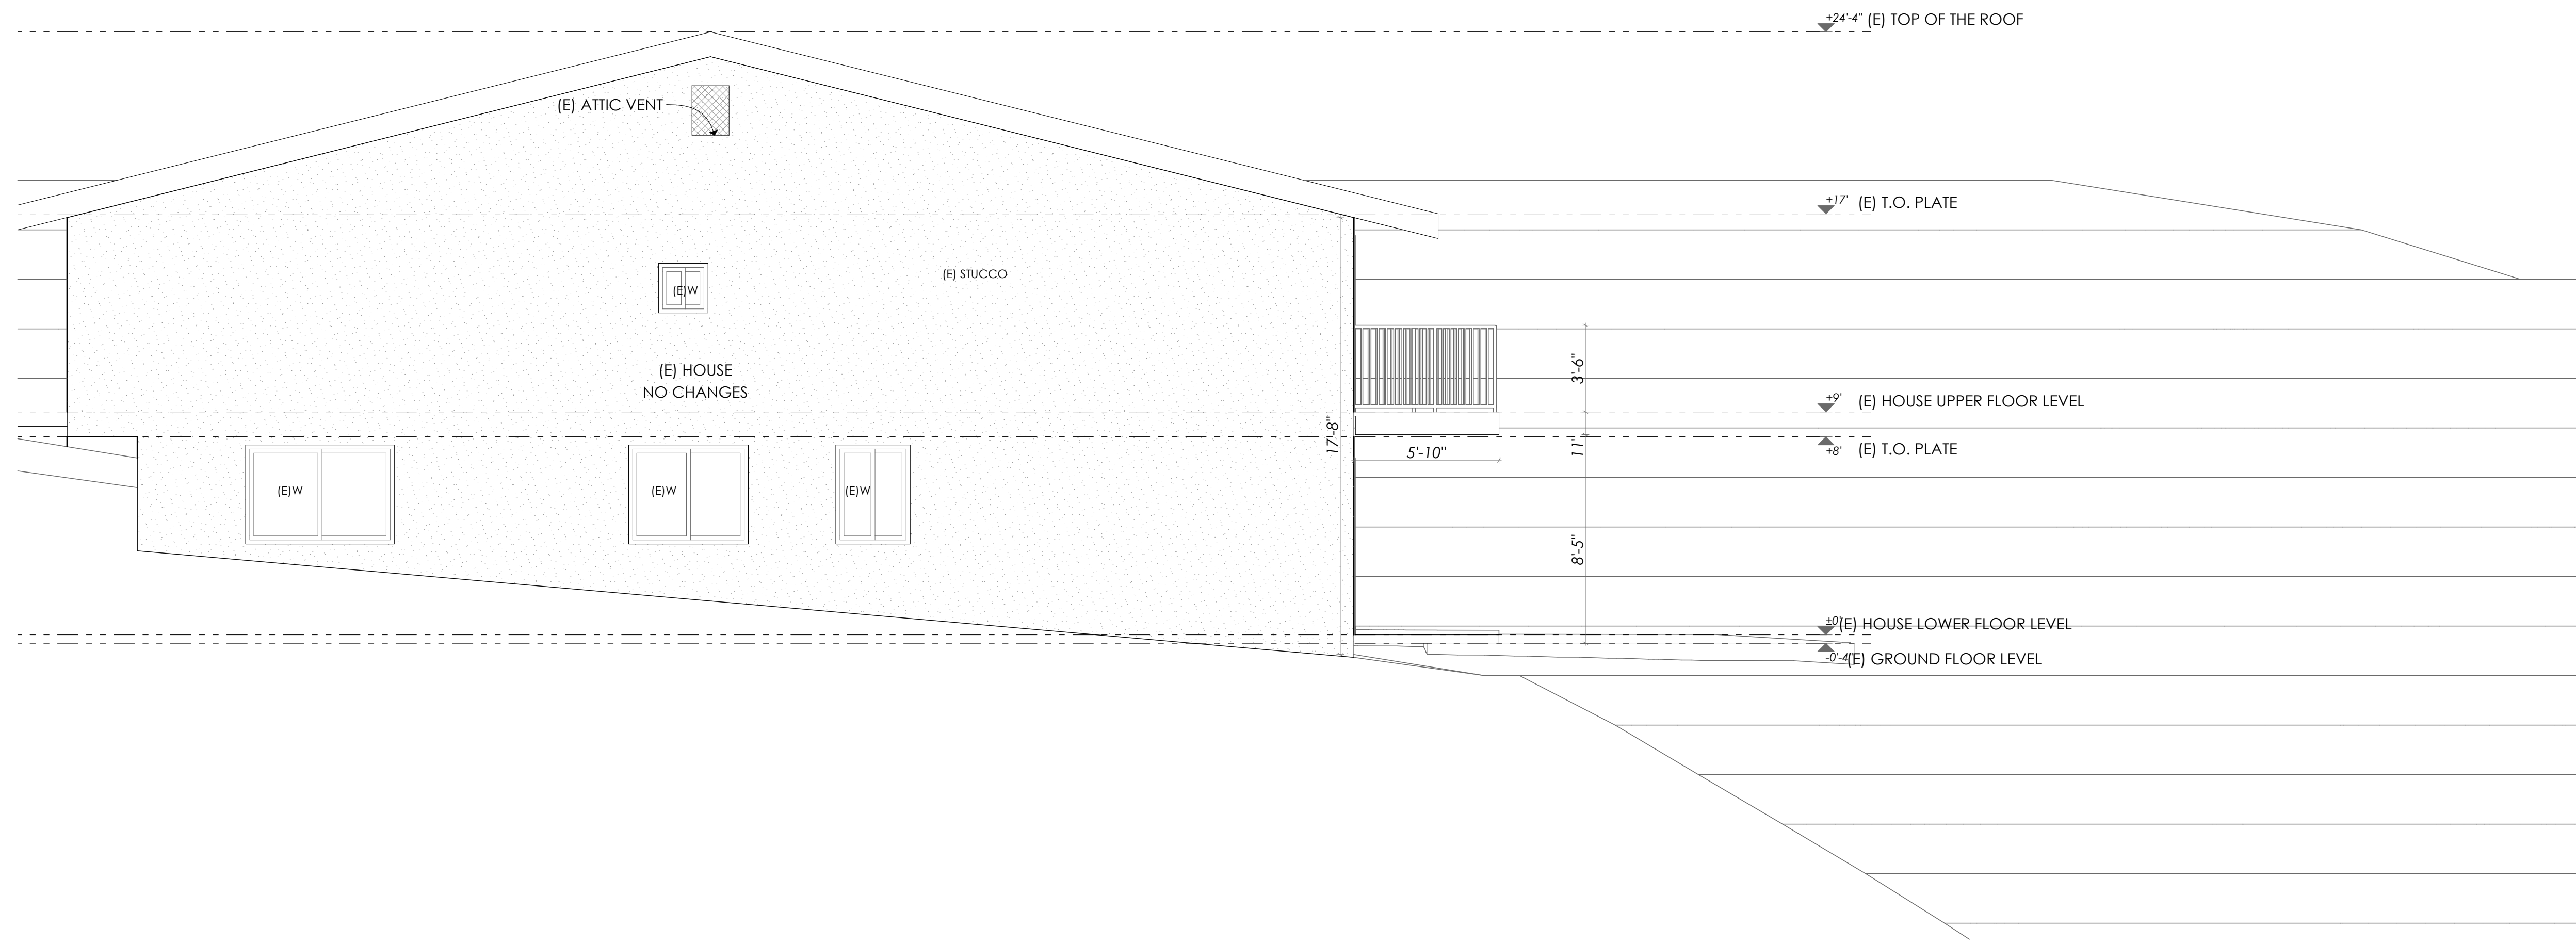 +24'-4" (E) TOP OF THE ROOF
(E) ATTIC VENT
+17' (E) T.O. PLATE
(E) STUCCO
(E)W
(E) HOUSE
NO CHANGES
3'-6"
+9' (E) HOUSE UPPER FLOOR LEVEL
17'-8"
5'-10"
11"
+8' (E) T.O. PLATE
(E)W
(E)W
(E)W
8'-5"
±0' (E) HOUSE LOWER FLOOR LEVEL
-0'-4" (E) GROUND FLOOR LEVEL